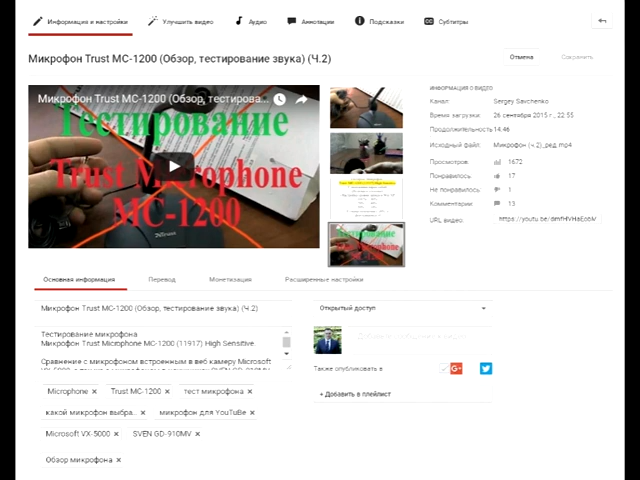 Информация и настройки Улучшить видео Аудио Аннотации Подсказки Субтитры
Микрофон Trust MC-1200 (Обзор, тестирование звука) (Ч.2)
Отмена Сохранить
Микрофон Trust MC-1200 (Обзор, тестирова...
Тестирование
Trust Microphone
MC-1200
ИНФОРМАЦИЯ О ВИДЕО
Канал: Sergey Savchenko
Время загрузки: 26 сентября 2015 г., 22:55
Продолжительность: 14:46
Исходный файл: Микрофон (ч.2)_ред.mp4
Просмотров: 1672
Понравилось: 17
Не понравилось: 1
Комментарии: 13
URL видео:
Основная информация Перевод Монетизация Расширенные настройки
Микрофон Trust MC-1200 (Обзор, тестирование звука) (Ч.2)
Открытый доступ
Тестирование микрофона
Микрофон Trust Microphone MC-1200 (11917) High Sensitive.
Сравнение с микрофоном встроенным в веб камеру Microsoft
Также опубликовать в
G+
+ Добавить в плейлист
Microphone × Trust MC-1200 × тест микрофона ×
какой микрофон выбра... × микрофон для YouTube ×
Microsoft VX-5000 × SVEN GD-910MV ×
Обзор микрофона ×